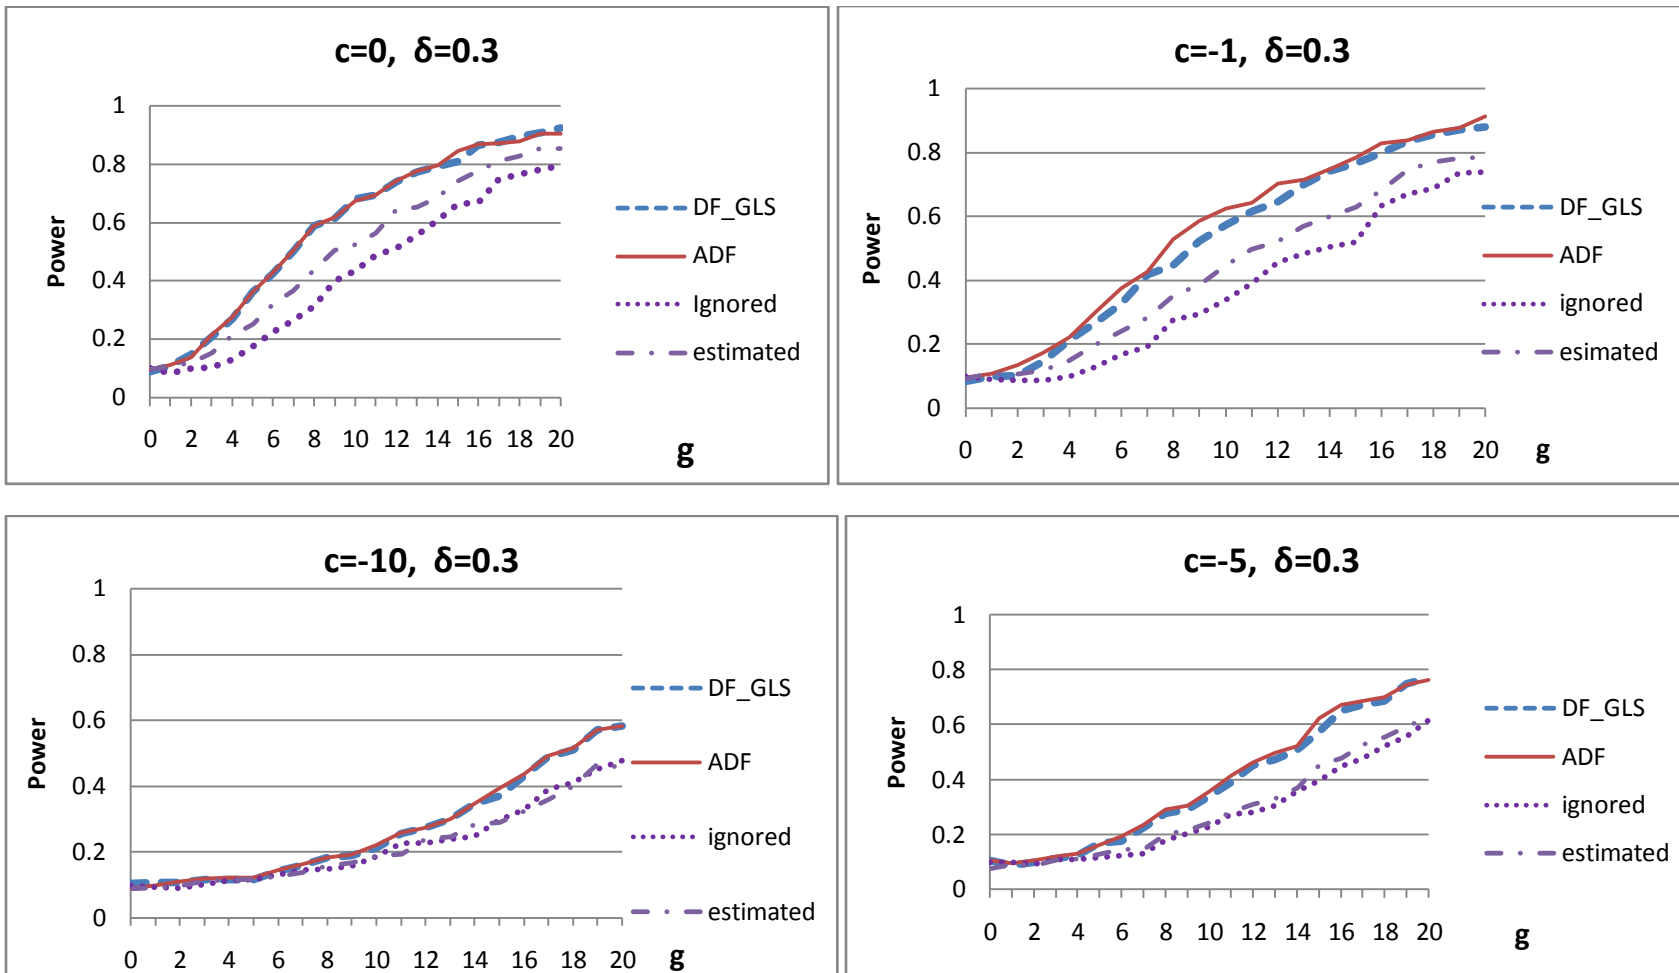 c=0, δ=0.3
1
0.8
0.6
0.4
0.2
0
Power
0 2 4 6 8 10 12 14 16 18 20
g
DF_GLS
ADF
Ignored
estimated
c=-1, δ=0.3
1
0.8
0.6
0.4
0.2
0
Power
0 2 4 6 8 10 12 14 16 18 20
g
DF_GLS
ADF
ignored
esimated
c=-10, δ=0.3
1
0.8
0.6
0.4
0.2
0
Power
0 2 4 6 8 10 12 14 16 18 20
g
DF_GLS
ADF
ignored
estimated
c=-5, δ=0.3
1
0.8
0.6
0.4
0.2
0
Power
0 2 4 6 8 10 12 14 16 18 20
g
DF_GLS
ADF
ignored
estimated